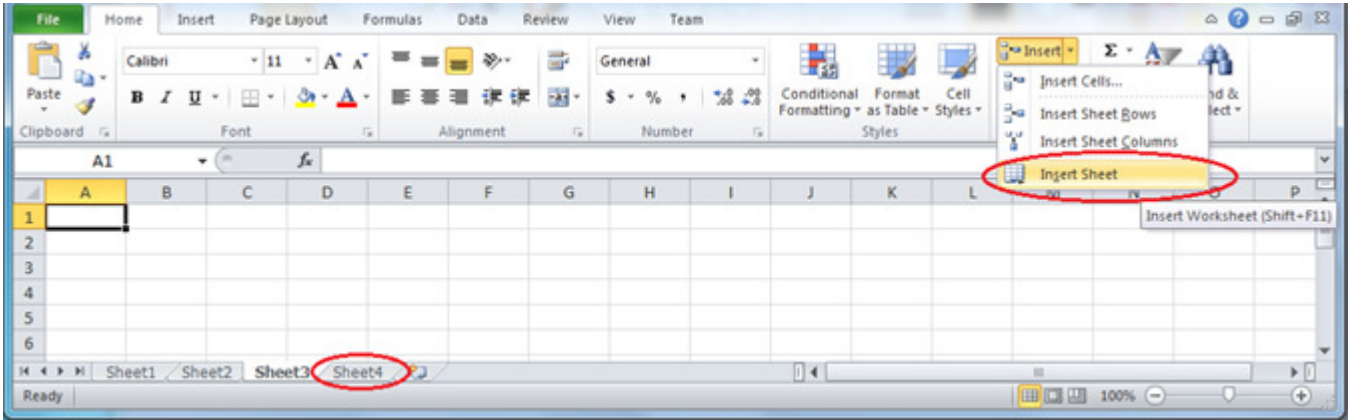 File Home Insert Page Layout Formulas Data Review View Team
Calibri 11 A A General Insert Σ
Paste B I U A $ % , Conditional Formatting Format as Table Cell Styles
Insert Cells...
Insert Sheet Rows
Insert Sheet Columns
Insert Sheet
Clipboard Font Alignment Number Styles
A1 fx
A B C D E F G H I J K L M N O P
Insert Worksheet (Shift+F11)
1
2
3
4
5
6
Sheet1 Sheet2 Sheet3 Sheet4
Ready 100%